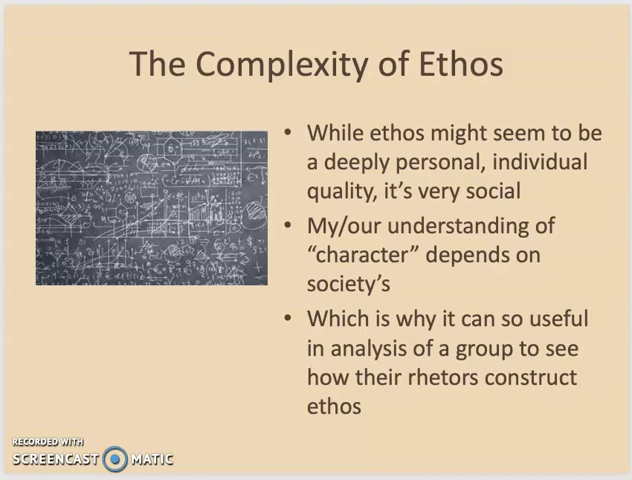 The Complexity of Ethos
• While ethos might seem to be
a deeply personal, individual
quality, it's very social
• My/our understanding of
“character” depends on
society's
• Which is why it can so useful
in analysis of a group to see
how their rhetors construct
ethos
RECORDED WITH
SCREENCAST MATIC